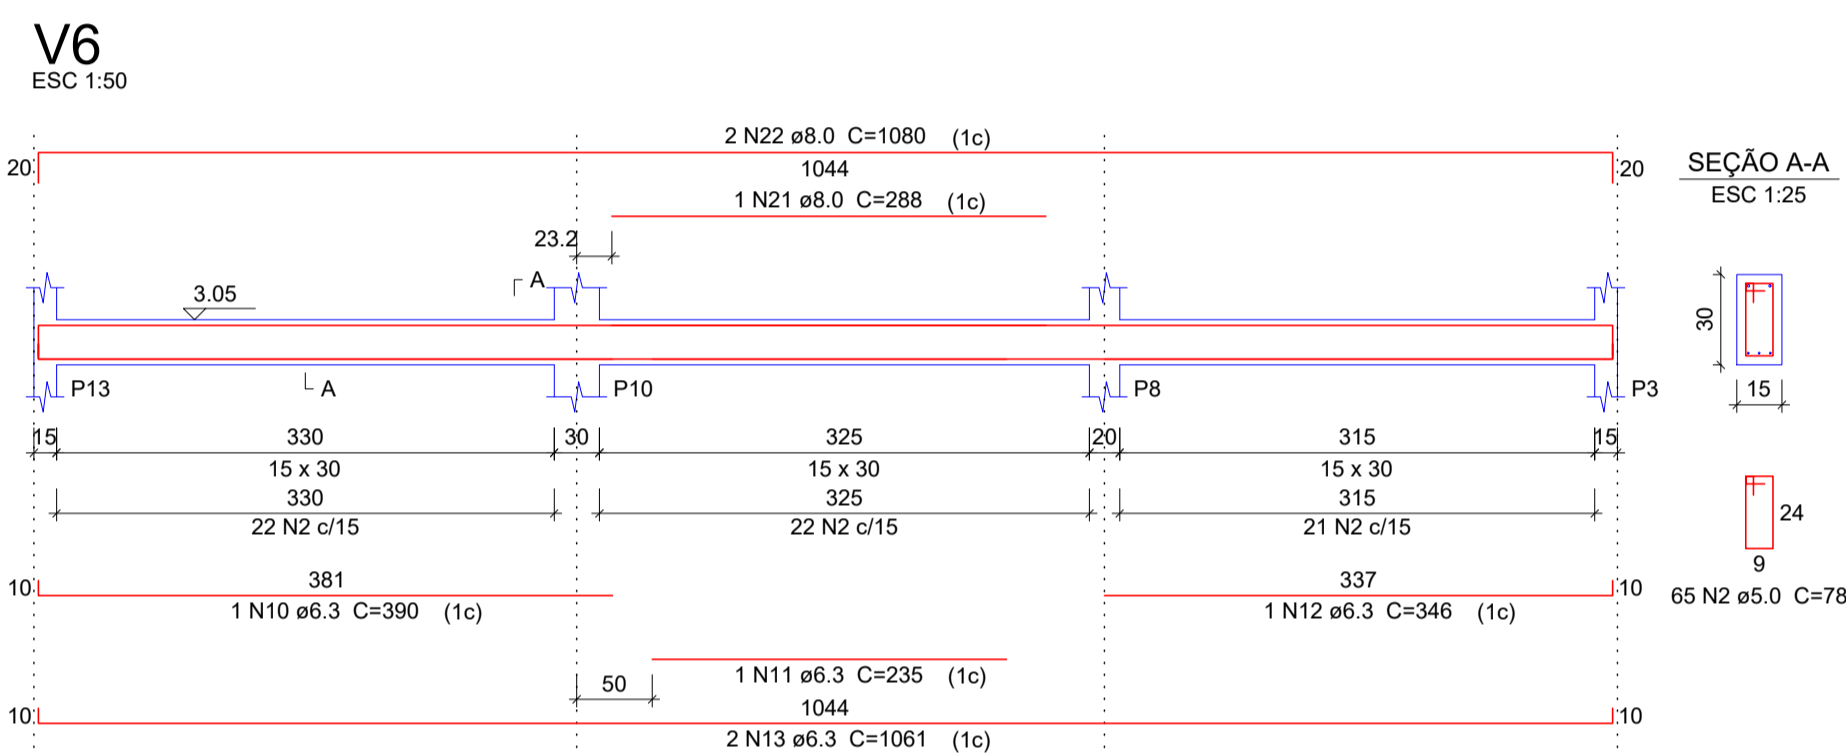 V6
ESC 1:50
2 N22 ø8.0 C=1080 (1c)
20
1044
20
1 N21 ø8.0 C=288 (1c)
SEÇÃO A-A
ESC 1:25
23.2
A
3.05
30
15
P13
A
P10
P8
P3
15
330
30
325
20
315
15
15 x 30
15 x 30
15 x 30
330
325
315
22 N2 c/15
22 N2 c/15
21 N2 c/15
24
9
65 N2 ø5.0 C=78
10
381
1 N10 ø6.3 C=390 (1c)
337
10
1 N12 ø6.3 C=346 (1c)
1 N11 ø6.3 C=235 (1c)
50
10
1044
10
2 N13 ø6.3 C=1061 (1c)